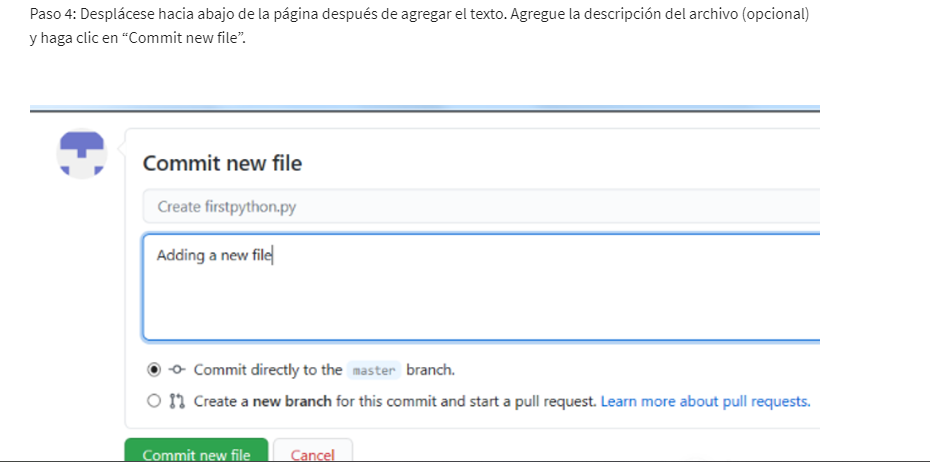 Paso 4: Desplácese hacia abajo de la página después de agregar el texto. Agregue la descripción del archivo (opcional)
y haga clic en “Commit new file”.
Commit new file
Create firstpython.py
Adding a new file
Commit directly to the master branch.
Create a new branch for this commit and start a pull request. Learn more about pull requests.
Commit new file Cancel